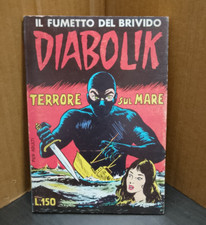 IL FUMETTO DEL BRIVIDO
DIABOLIK
TERRORE SUL MARE
L.150